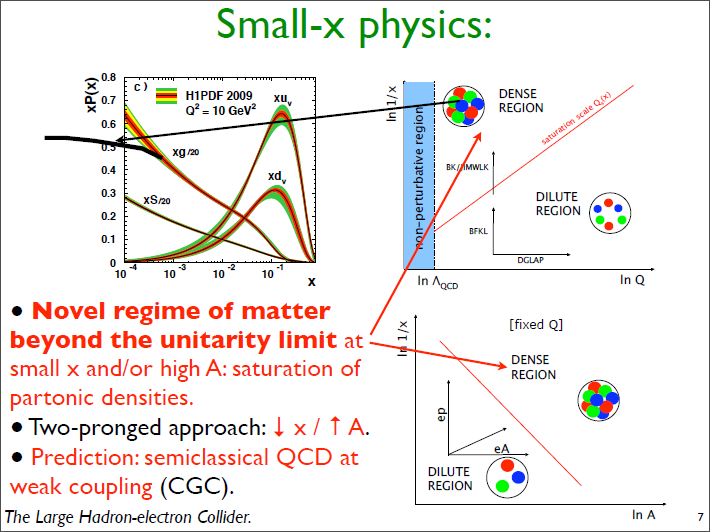 Small-x physics:
xP(x)
0.8
0.7
0.6
0.5
0.4
0.3
0.2
0.1
0
c)
H1PDF 2009
Q² = 10 GeV²
xuᵥ
xg/20
xdᵥ
xS/20
10⁻⁴ 10⁻³ 10⁻² 10⁻¹
x
ln 1/x
non-perturbative region
DENSE
REGION
saturation scale Qₛ(x)
BK/JIMWLK
DILUTE
REGION
BFKL
DGLAP
ln Λ_QCD
ln Q
● Novel regime of matter
beyond the unitarity limit at
small x and/or high A: saturation of
partonic densities.
● Two-pronged approach: ↓ x / ↑ A.
● Prediction: semiclassical QCD at
weak coupling (CGC).
ln 1/x
[fixed Q]
DENSE
REGION
ep
eA
DILUTE
REGION
ln A
The Large Hadron-electron Collider.
7